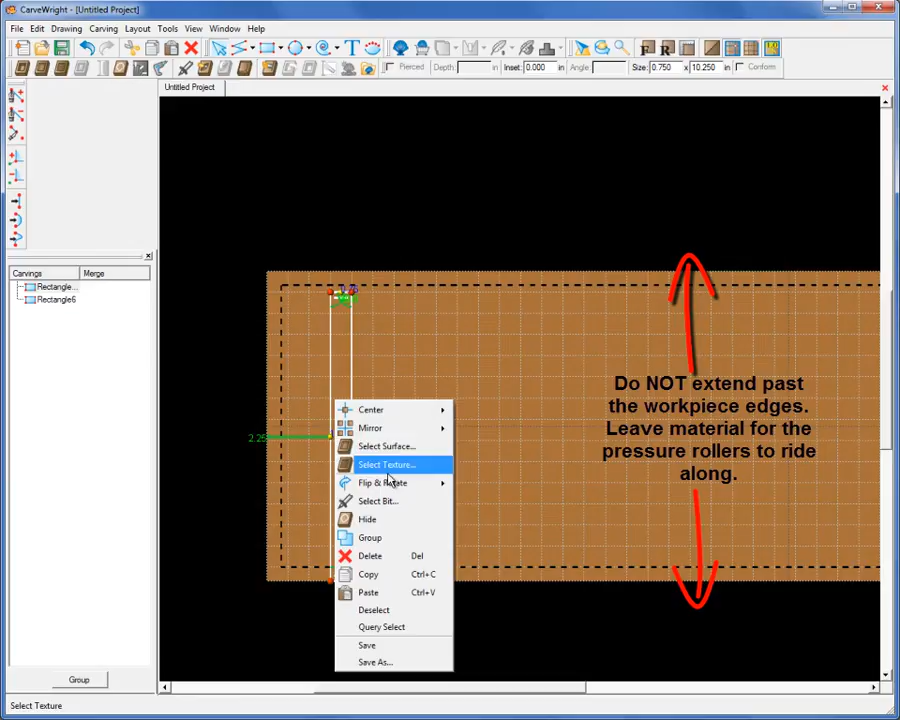 CarveWright - [Untitled Project]
File Edit Drawing Carving Layout Tools View Window Help
Pierced Depth: Inset: 0.000 in Angle Size: 0.750 x 10.250 in Conform
Untitled Project
Carvings Merge
Rectangle...
Rectangle6
2.25
Center
Mirror
Select Surface...
Select Texture...
Flip & Rotate
Select Bit...
Hide
Group
Delete Del
Copy Ctrl+C
Paste Ctrl+V
Deselect
Query Select
Save
Save As...
Do NOT extend past
the workpiece edges.
Leave material for the
pressure rollers to ride
along.
Group
Select Texture